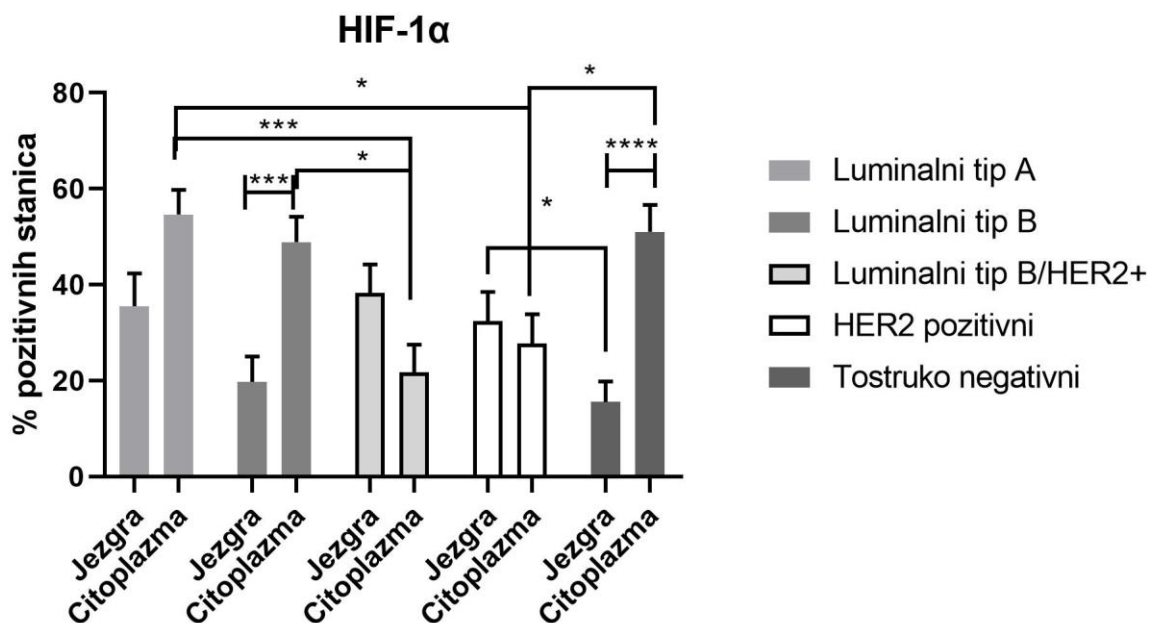 HIF-1α
% pozitivnih stanica
80
60
40
20
0
*
***
*
***
*
*
****
Jezgra
Citoplazma
Jezgra
Citoplazma
Jezgra
Citoplazma
Jezgra
Citoplazma
Jezgra
Citoplazma
Luminalni tip A
Luminalni tip B
Luminalni tip B/HER2+
HER2 pozitivni
Tostruko negativni